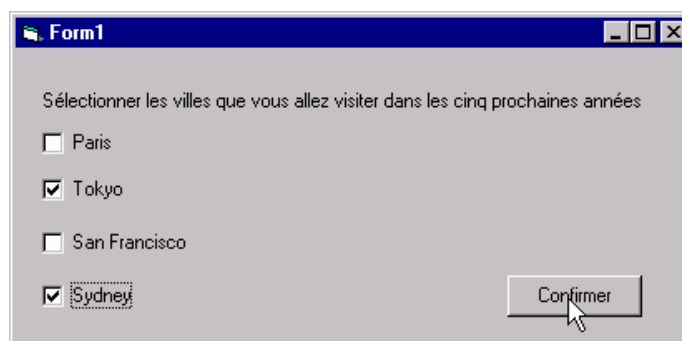 Form1
Sélectionner les villes que vous allez visiter dans les cinq prochaines années
Paris
Tokyo
San Francisco
Sydney
Confirmer